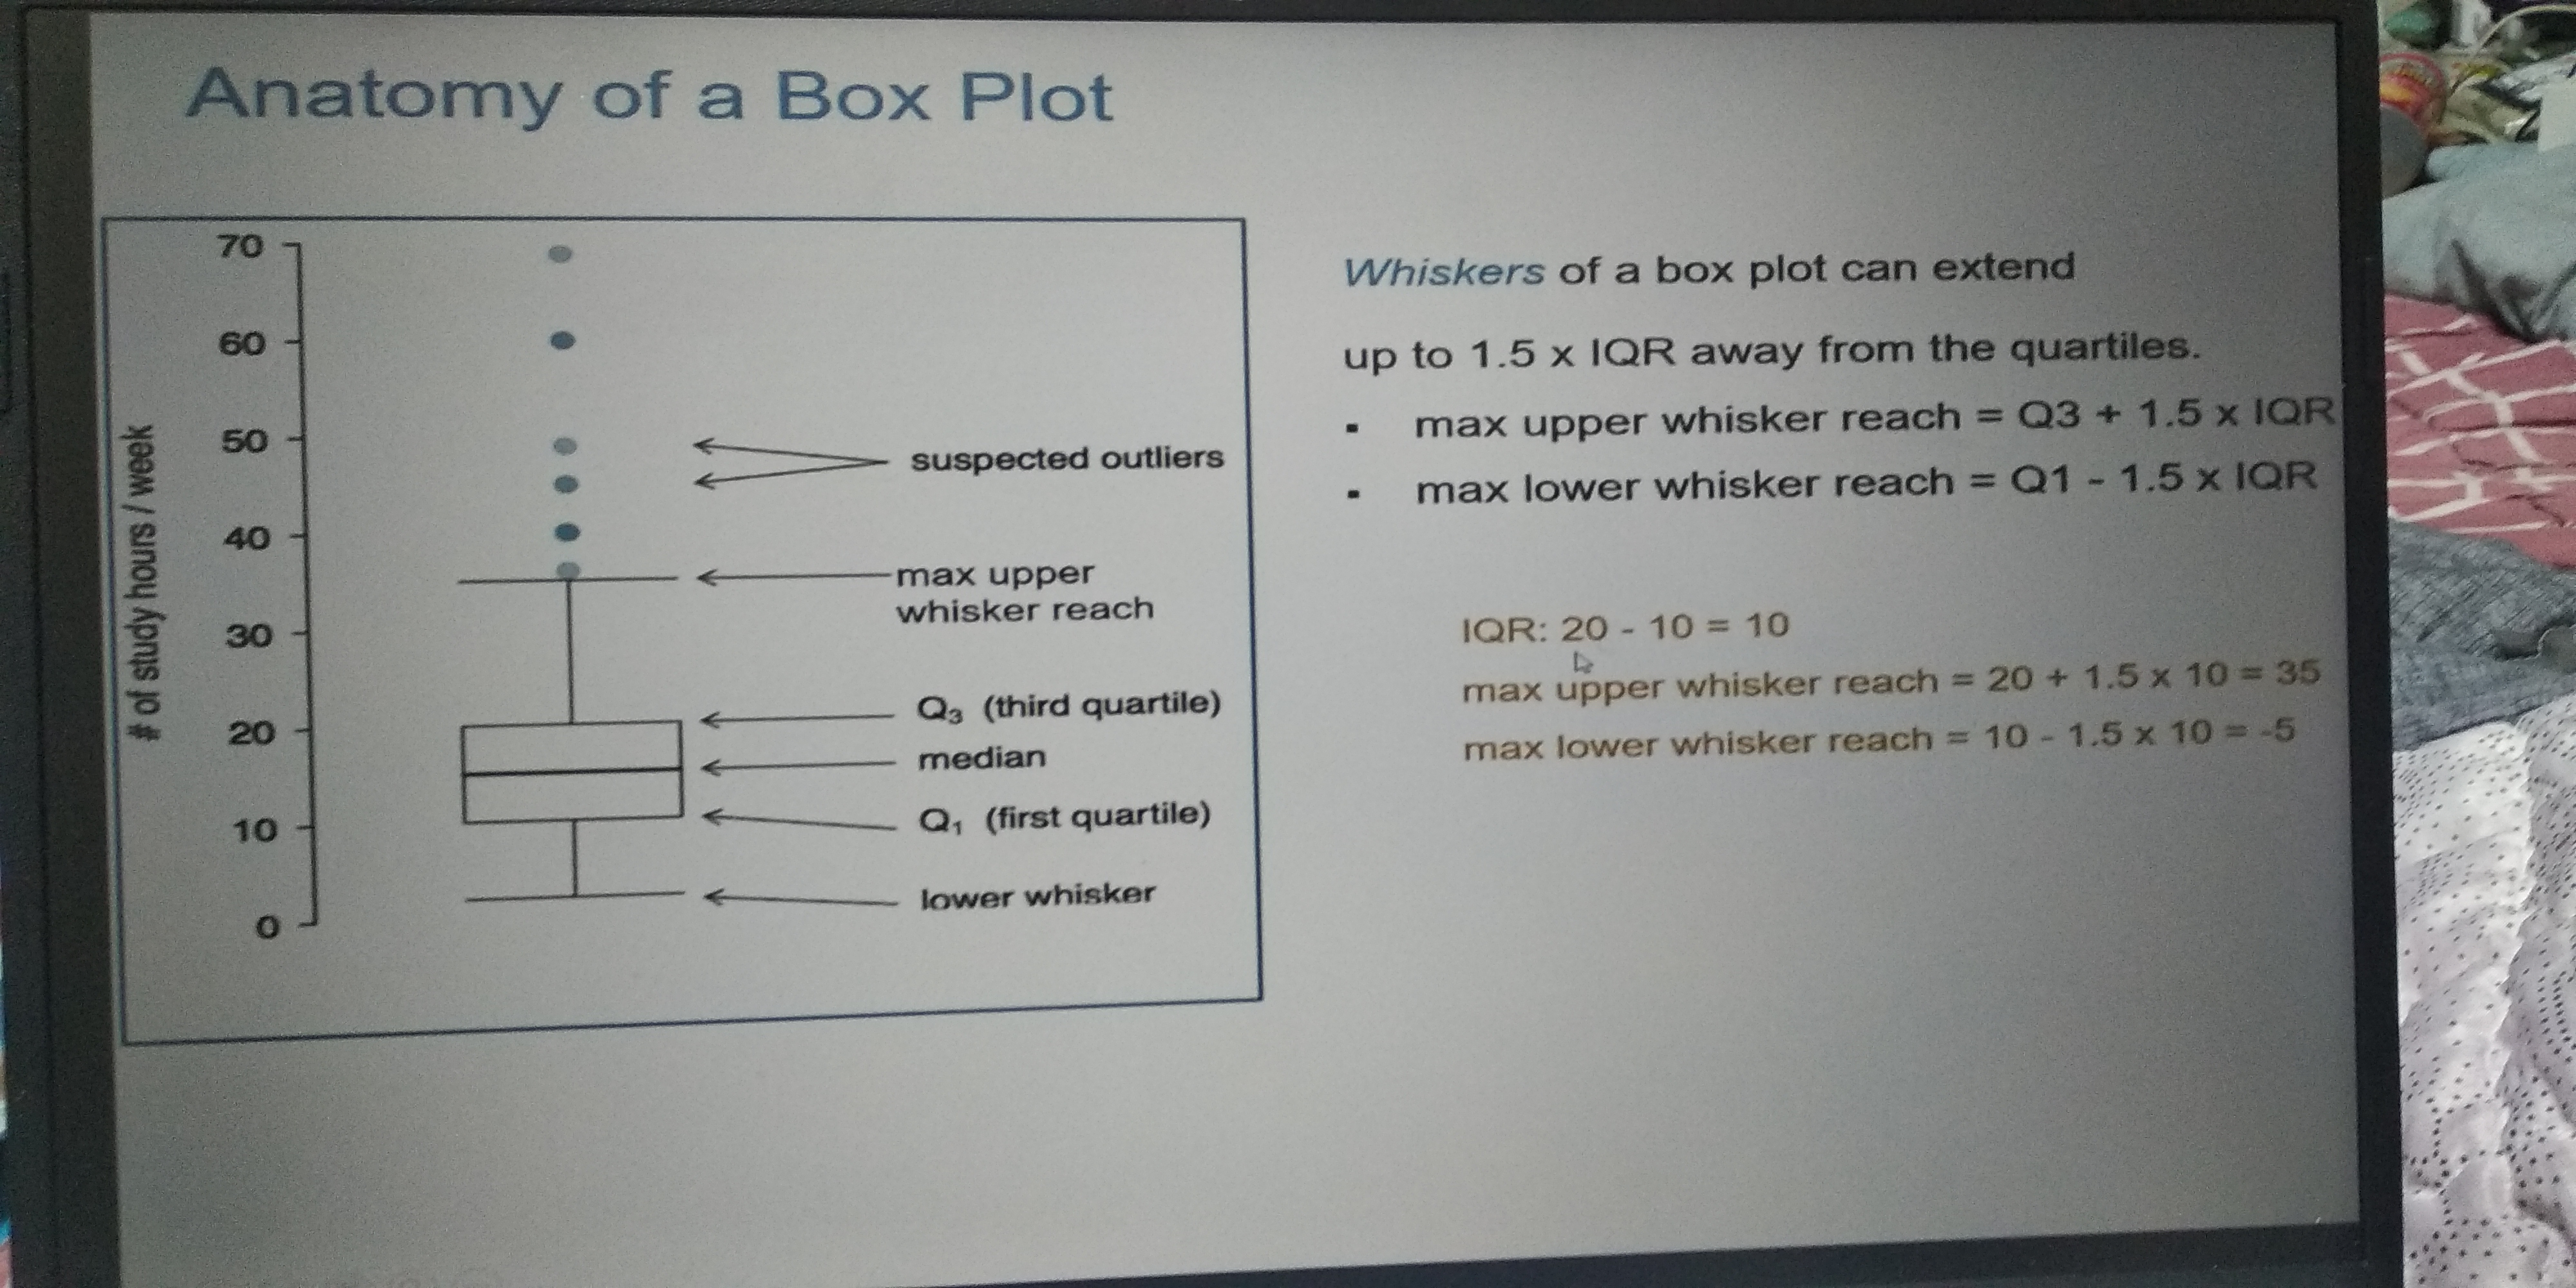 Anatomy of a Box Plot
# of study hours / week
70
60
50
40
30
20
10
0
suspected outliers
max upper
whisker reach
Q3 (third quartile)
median
Q1 (first quartile)
lower whisker
Whiskers of a box plot can extend
up to 1.5 x IQR away from the quartiles.
▪ max upper whisker reach = Q3 + 1.5 x IQR
▪ max lower whisker reach = Q1 - 1.5 x IQR
IQR: 20 - 10 = 10
max upper whisker reach = 20 + 1.5 x 10 = 35
max lower whisker reach = 10 - 1.5 x 10 = -5